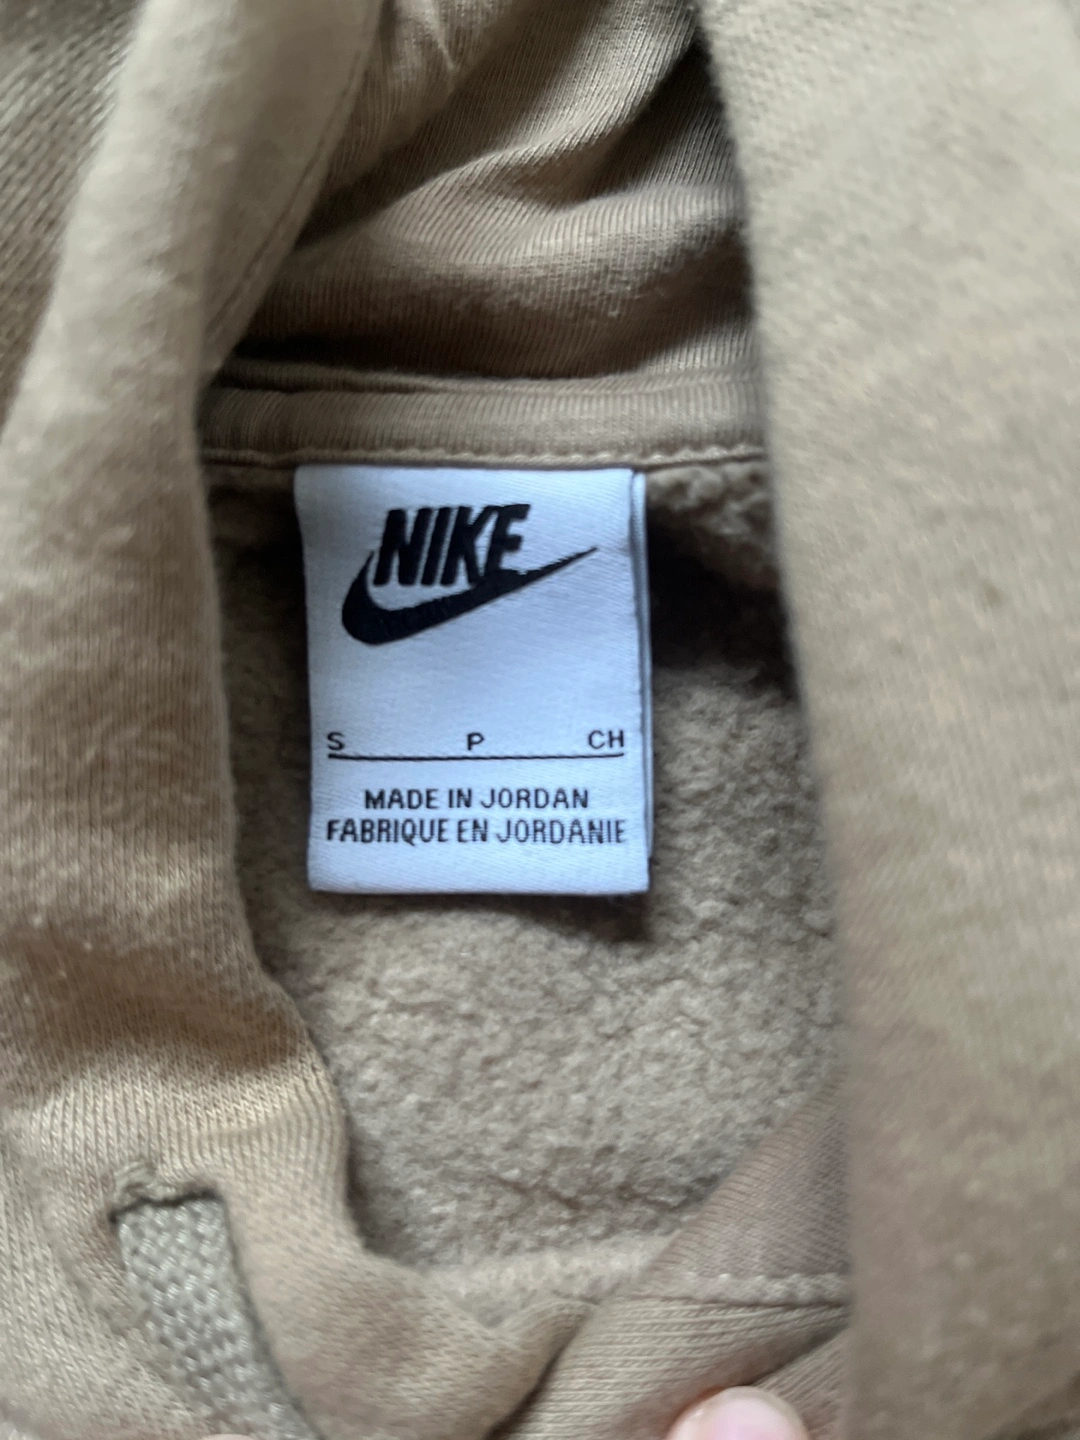 NIKE
S P CH
MADE IN JORDAN
FABRIQUE EN JORDANIE